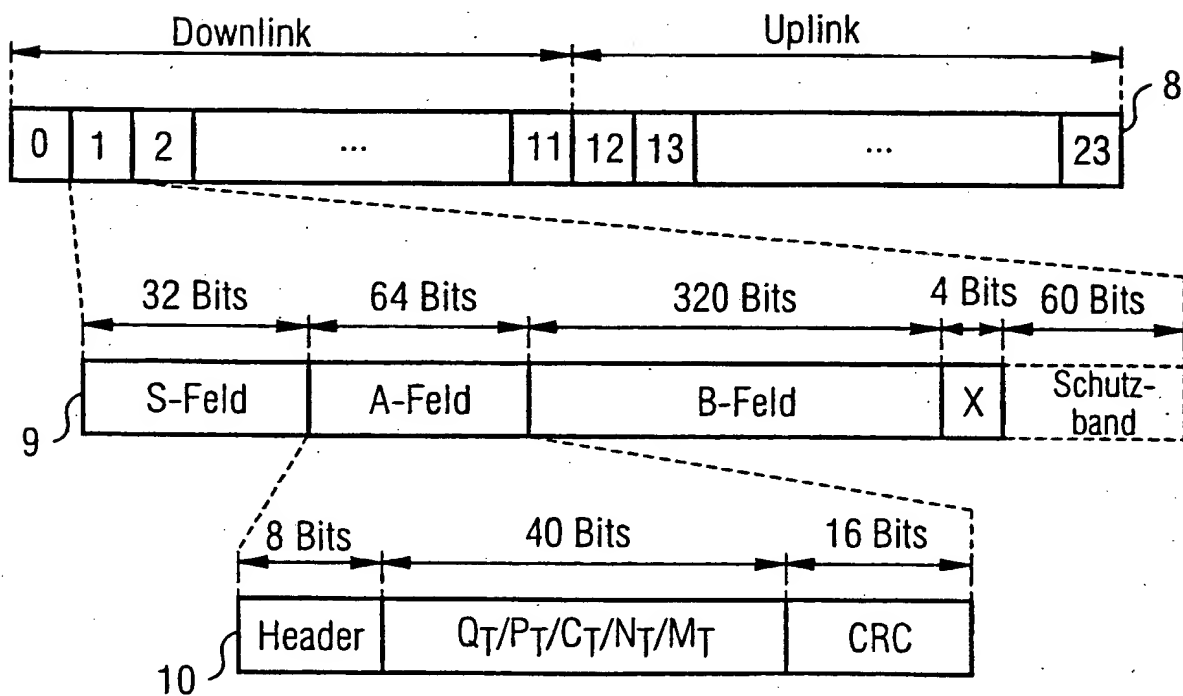 Downlink Uplink
8
0 1 2 ... 11 12 13 ... 23
32 Bits 64 Bits 320 Bits 4 Bits 60 Bits
S-Feld A-Feld B-Feld X Schutz-
band
9
8 Bits 40 Bits 16 Bits
Header QT/PT/CT/NT/MT CRC
10